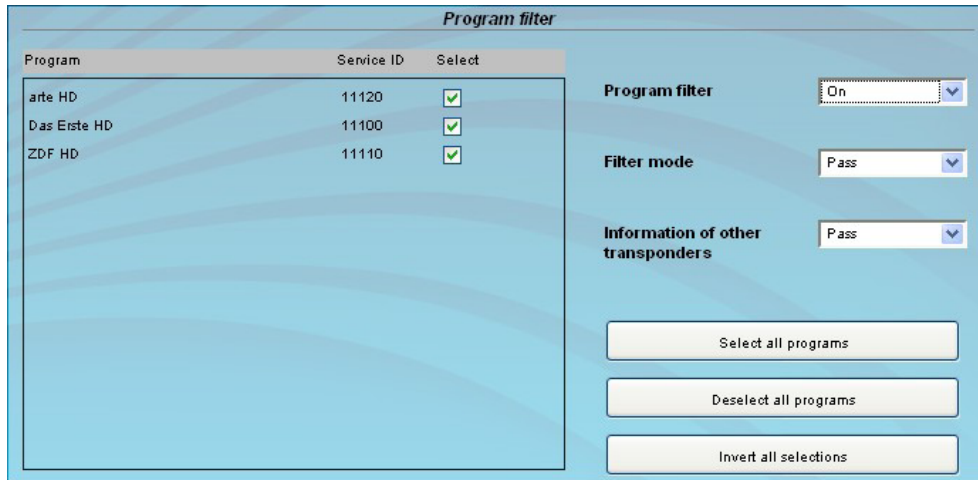 Program filter
Program Service ID Select
arte HD 11120
Das Erste HD 11100
ZDF HD 11110
Program filter On
Filter mode Pass
Information of other transponders Pass
Select all programs
Deselect all programs
Invert all selections